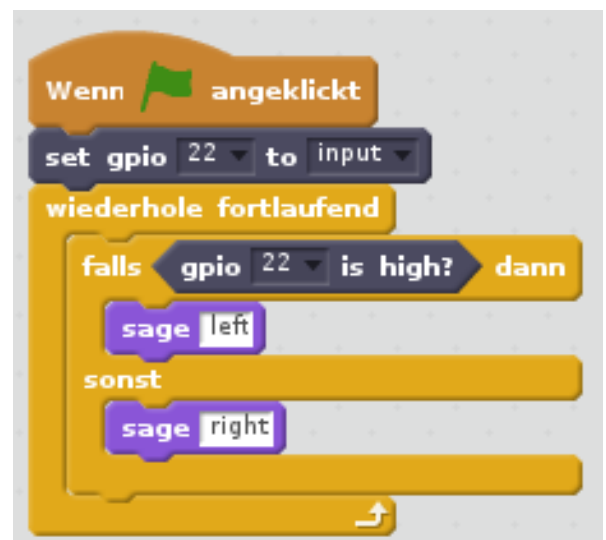 Wenn angeklickt
set gpio 22 to input
wiederhole fortlaufend
falls gpio 22 is high? dann
sage left
sonst
sage right